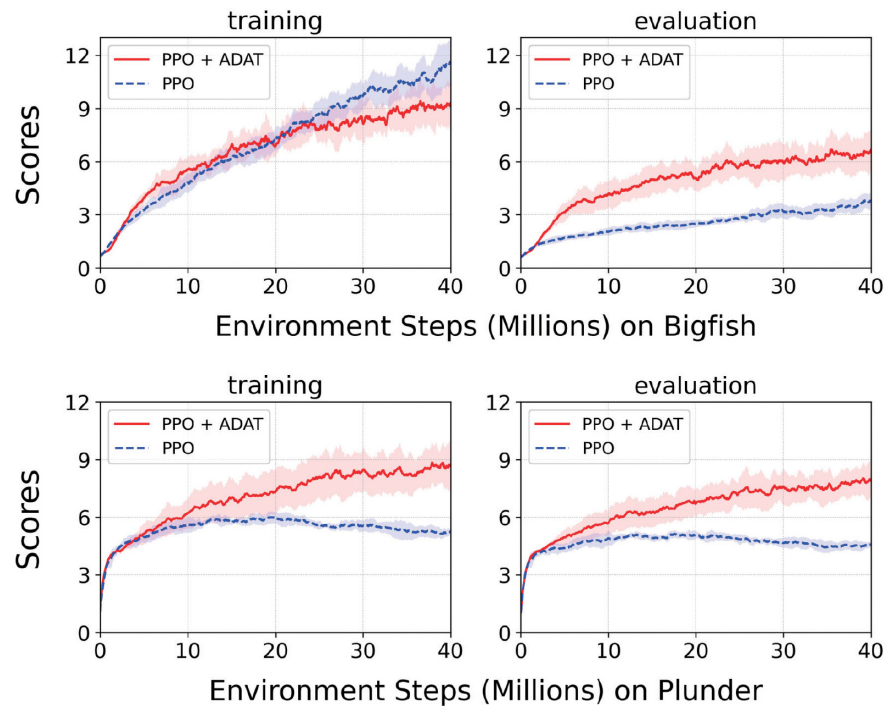 training evaluation
12 12
PPO + ADAT PPO + ADAT
PPO PPO
9 9
Scores
6 6
3 3
0 0
0 10 20 30 40 0 10 20 30 40
Environment Steps (Millions) on Bigfish
training evaluation
12 12
PPO + ADAT PPO + ADAT
PPO PPO
9 9
Scores
6 6
3 3
0 0
0 10 20 30 40 0 10 20 30 40
Environment Steps (Millions) on Plunder